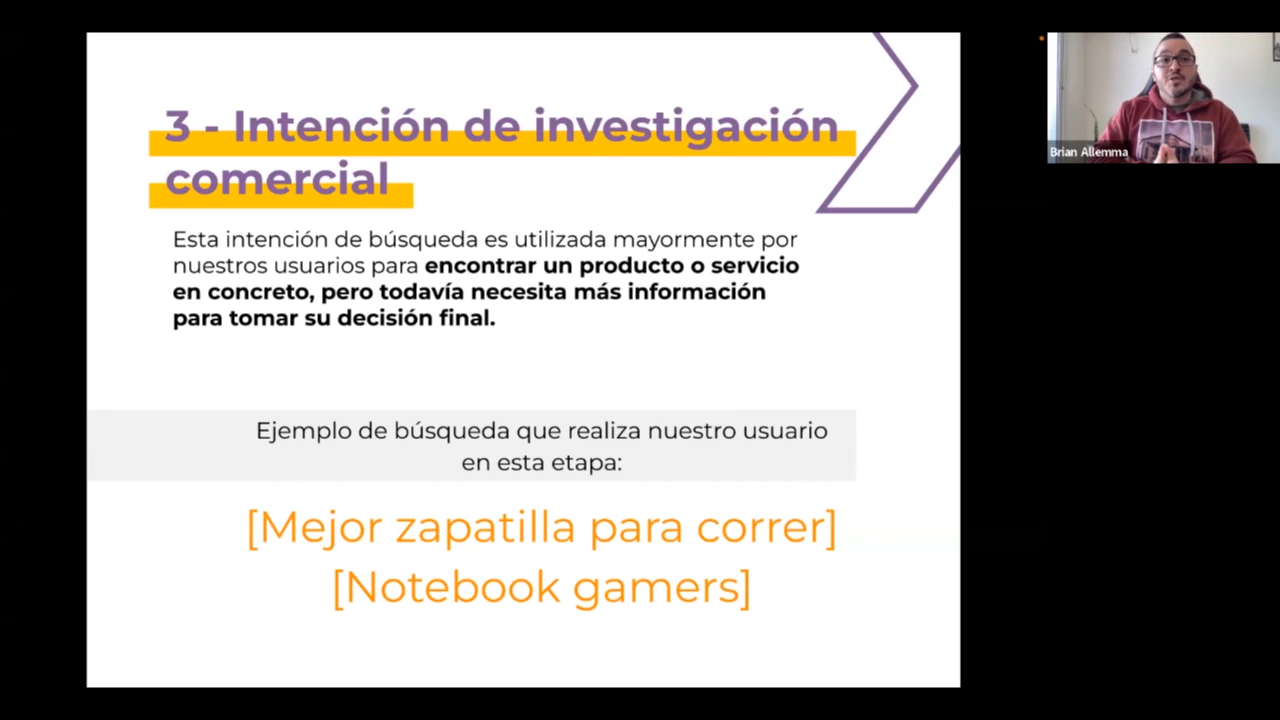 3 - Intención de investigación
comercial
Esta intención de búsqueda es utilizada mayormente por
nuestros usuarios para encontrar un producto o servicio
en concreto, pero todavía necesita más información
para tomar su decisión final.
Ejemplo de búsqueda que realiza nuestro usuario
en esta etapa:
[Mejor zapatilla para correr]
[Notebook gamers]
Brian Allemma